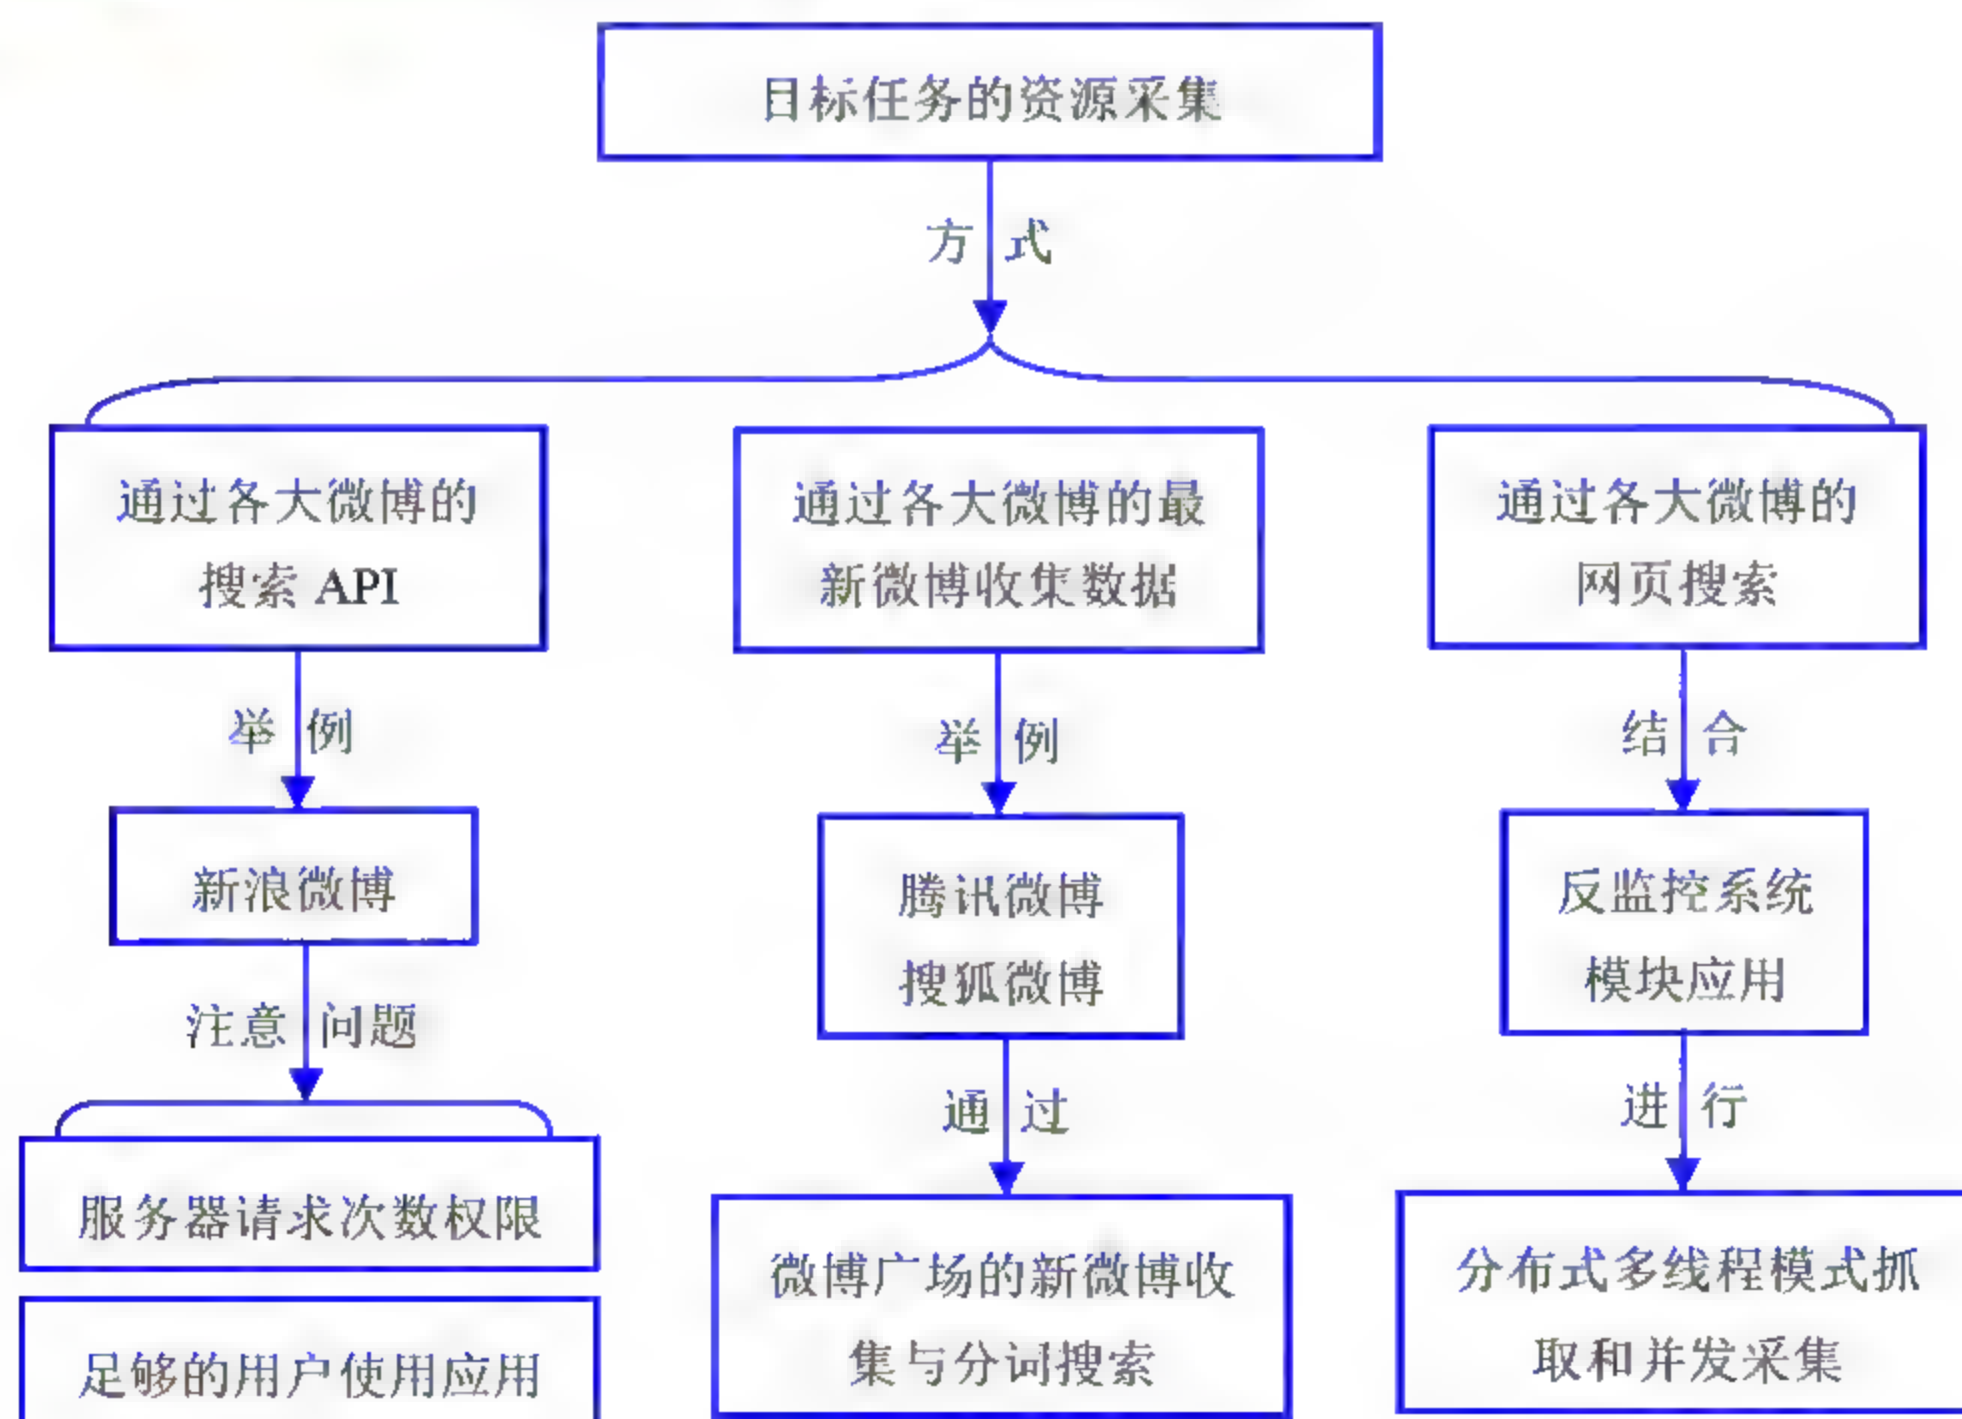 目标任务的资源采集
方 式
通过各大微博的
搜索 API
举 例
新浪微博
注意 问题
服务器请求次数权限
足够的用户使用应用
通过各大微博的最
新微博收集数据
举 例
腾讯微博
搜狐微博
通 过
微博广场的新微博收
集与分词搜索
通过各大微博的
网页搜索
结 合
反监控系统
模块应用
进 行
分布式多线程模式抓
取和并发采集